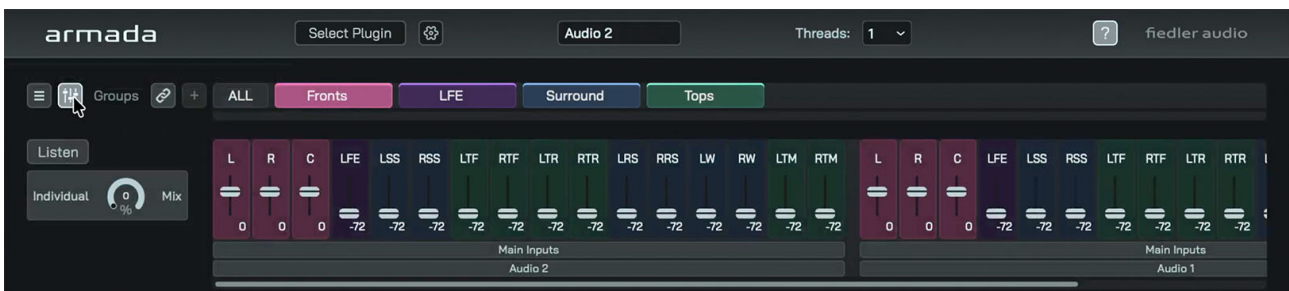 armada Select Plugin Audio 2 Threads: 1 ? fiedler audio
Groups + ALL Fronts LFE Surround Tops
Listen
L R C LFE LSS RSS LTF RTF LTR RTR LRS RRS LW RW LTM RTM L R C LFE LSS RSS LTF RTF LTR RTR
Individual 0 % Mix
0 0 0 -72 -72 -72 -72 -72 -72 -72 -72 -72 -72 -72 -72 -72 0 0 0 -72 -72 -72 -72 -72 -72 -72
Main Inputs Main Inputs
Audio 2 Audio 1